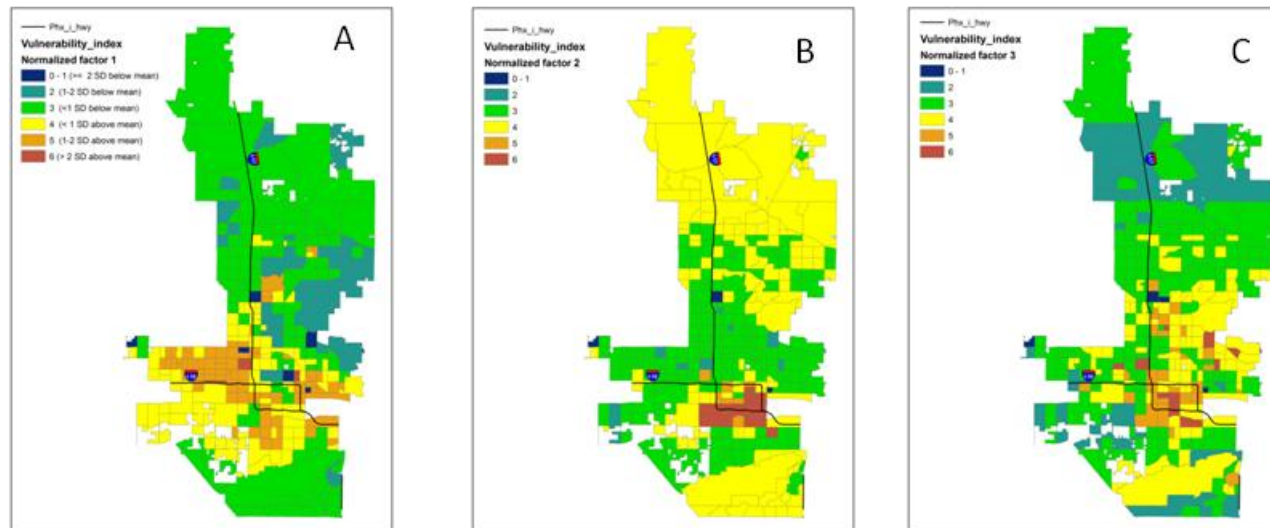 Phx_i_hwy
Vulnerability_index
Normalized factor 1
0 - 1 (>= 2 SD below mean)
2 (1-2 SD below mean)
3 (<1 SD below mean)
4 (< 1 SD above mean)
5 (1-2 SD above mean)
6 (> 2 SD above mean)
A
Phx_i_hwy
Vulnerability_index
Normalized factor 2
0 - 1
2
3
4
5
6
B
Phx_i_hwy
Vulnerability_index
Normalized factor 3
0 - 1
2
3
4
5
6
C